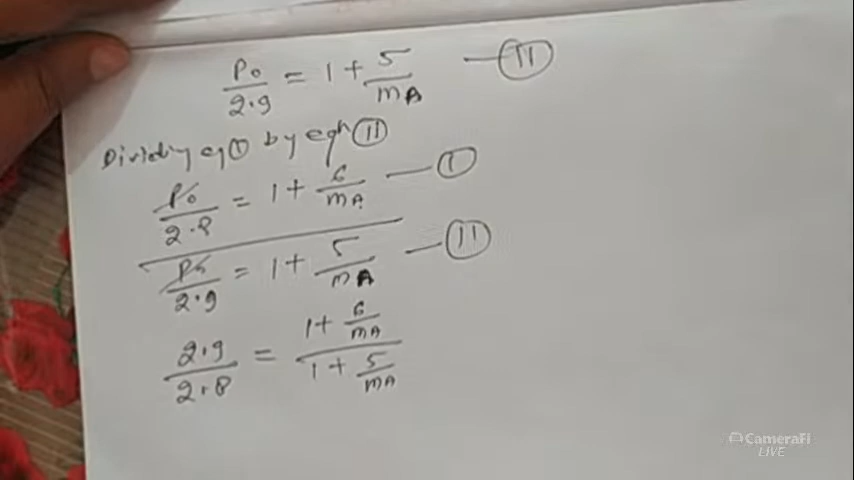 P₀/2.9 = 1 + 5/mA — (II)
Dividing eq (I) by eqn (II)
P₀/2.8 = 1 + 6/mA — (I)
P₀/2.9 = 1 + 5/mA — (II)
2.9/2.8 = (1 + 6/mA)/(1 + 5/mA)
CameraFI
LIVE